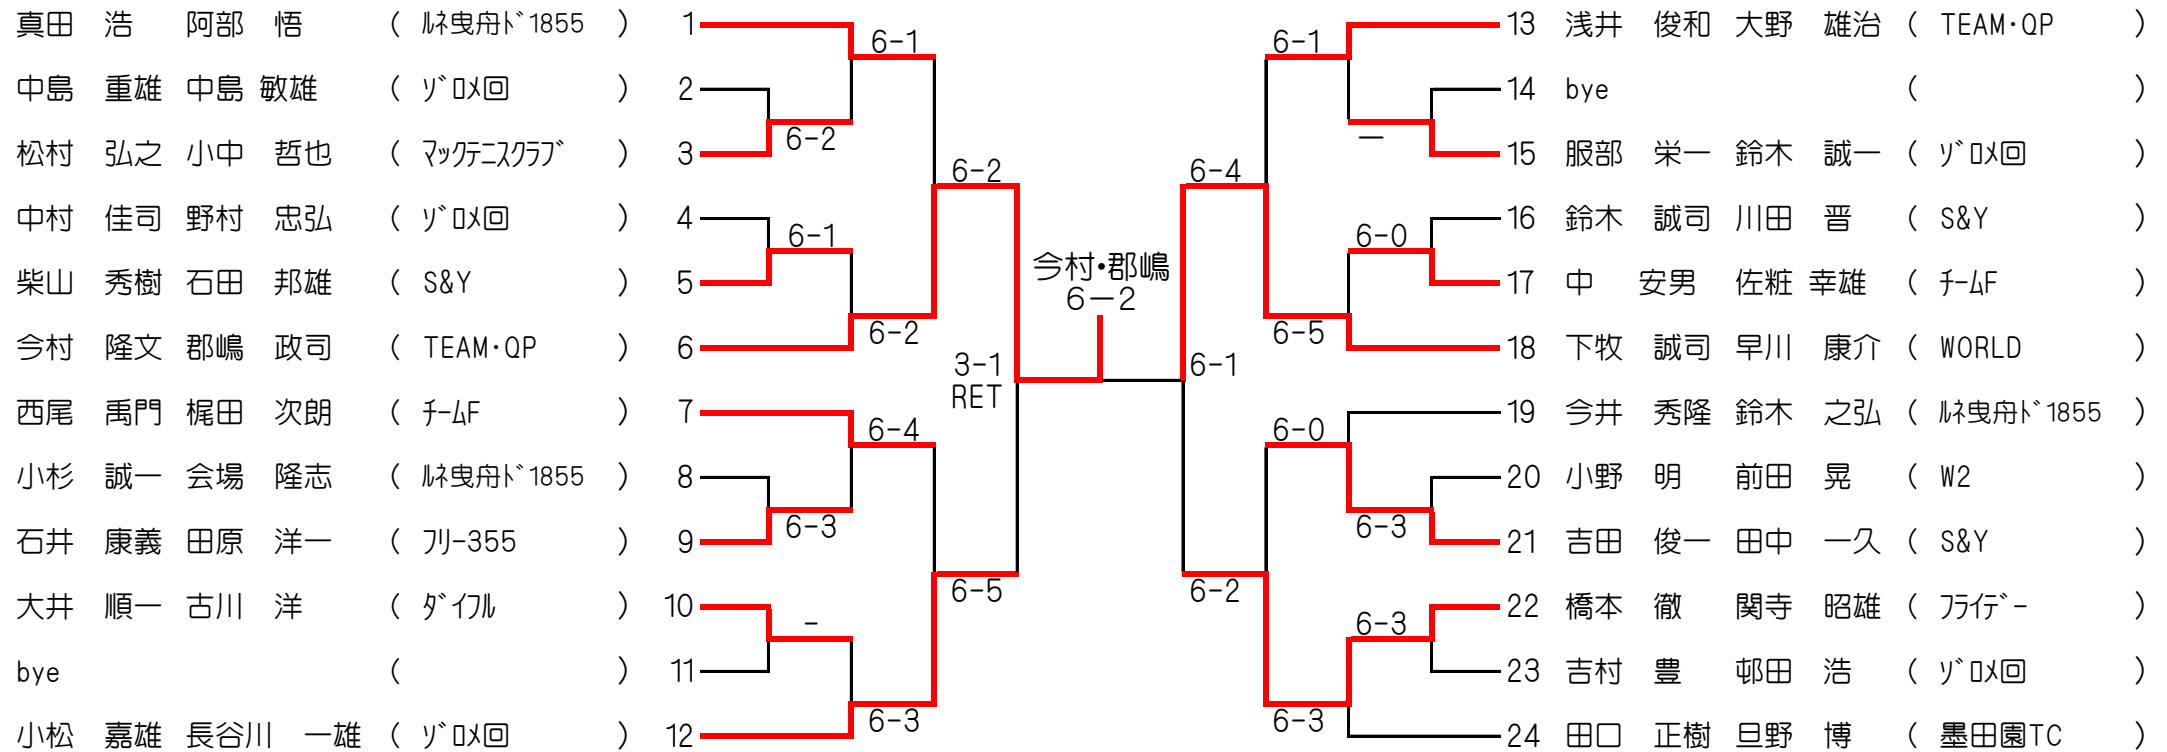 真田 浩 阿部 悟 ( ﾙﾈ曳舟ﾄﾞ1855 ) 1
中島 重雄 中島 敏雄 ( ｿﾞﾛﾒ回 ) 2
松村 弘之 小中 哲也 ( ﾏｯｸﾃﾆｽｸﾗﾌﾞ ) 3
中村 佳司 野村 忠弘 ( ｿﾞﾛﾒ回 ) 4
柴山 秀樹 石田 邦雄 ( S&Y ) 5
今村 隆文 郡嶋 政司 ( TEAM･QP ) 6
西尾 禹門 梶田 次朗 ( ﾁｰﾑF ) 7
小杉 誠一 会場 隆志 ( ﾙﾈ曳舟ﾄﾞ1855 ) 8
石井 康義 田原 洋一 ( ﾌﾘｰ355 ) 9
大井 順一 古川 洋 ( ﾀﾞｲﾌﾙ ) 10
bye ( ) 11
小松 嘉雄 長谷川 一雄 ( ｿﾞﾛﾒ回 ) 12
6-1
6-2
6-1
6-2
6-4
6-3
-
6-3
6-2
6-5
3-1
RET
今村･郡嶋
6－2
6-1
6-4
6-2
6-1
－
6-0
6-5
6-0
6-3
6-3
6-3
13 浅井 俊和 大野 雄治 ( TEAM･QP )
14 bye ( )
15 服部 栄一 鈴木 誠一 ( ｿﾞﾛﾒ回 )
16 鈴木 誠司 川田 晋 ( S&Y )
17 中 安男 佐粧 幸雄 ( ﾁｰﾑF )
18 下牧 誠司 早川 康介 ( WORLD )
19 今井 秀隆 鈴木 之弘 ( ﾙﾈ曳舟ﾄﾞ1855 )
20 小野 明 前田 晃 ( W2 )
21 吉田 俊一 田中 一久 ( S&Y )
22 橋本 徹 関寺 昭雄 ( ﾌﾗｲﾃﾞｰ )
23 吉村 豊 邨田 浩 ( ｿﾞﾛﾒ回 )
24 田口 正樹 旦野 博 ( 墨田園TC )